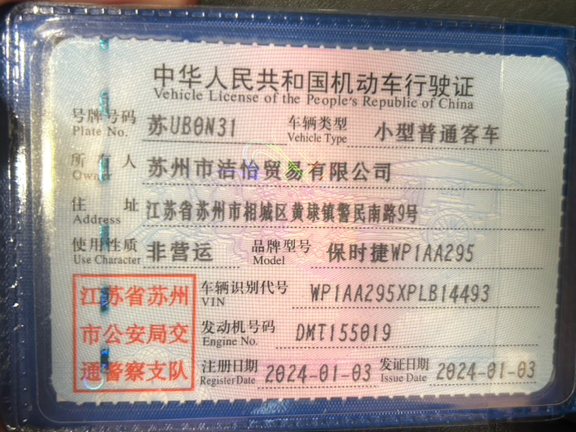 中华人民共和国机动车行驶证
Vehicle License of the People's Republic of China
号牌号码 Plate No. 苏UB0N31 车辆类型 Vehicle Type 小型普通客车
所有人 Owner 苏州市洁怡贸易有限公司
住址 Address 江苏省苏州市相城区黄埭镇警民南路9号
使用性质 Use Character 非营运 品牌型号 Model 保时捷WP1AA295
江苏省苏州 车辆识别代号 VIN WP1AA295XPLB14493
市公安局交 发动机号码 Engine No. DMT155019
通警察支队 注册日期 Register Date 2024-01-03 发证日期 Issue Date 2024-01-03